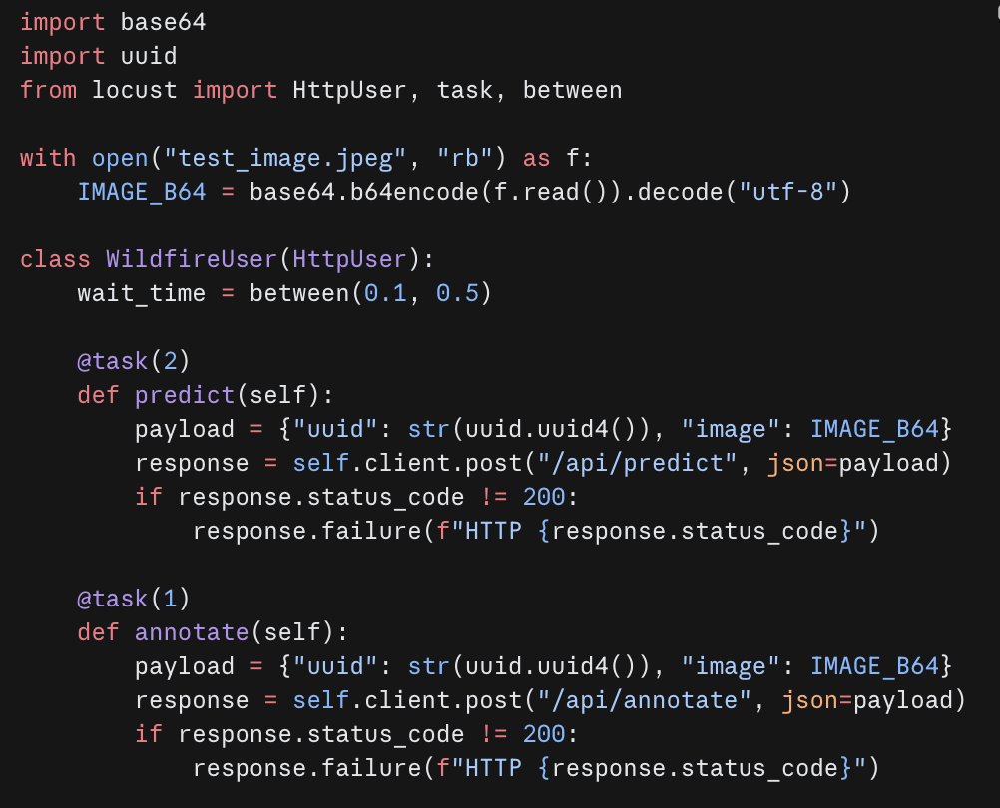 import base64
import uuid
from locust import HttpUser, task, between

with open("test_image.jpeg", "rb") as f:
    IMAGE_B64 = base64.b64encode(f.read()).decode("utf-8")

class WildfireUser(HttpUser):
    wait_time = between(0.1, 0.5)

    @task(2)
    def predict(self):
        payload = {"uuid": str(uuid.uuid4()), "image": IMAGE_B64}
        response = self.client.post("/api/predict", json=payload)
        if response.status_code != 200:
            response.failure(f"HTTP {response.status_code}")

    @task(1)
    def annotate(self):
        payload = {"uuid": str(uuid.uuid4()), "image": IMAGE_B64}
        response = self.client.post("/api/annotate", json=payload)
        if response.status_code != 200:
            response.failure(f"HTTP {response.status_code}")